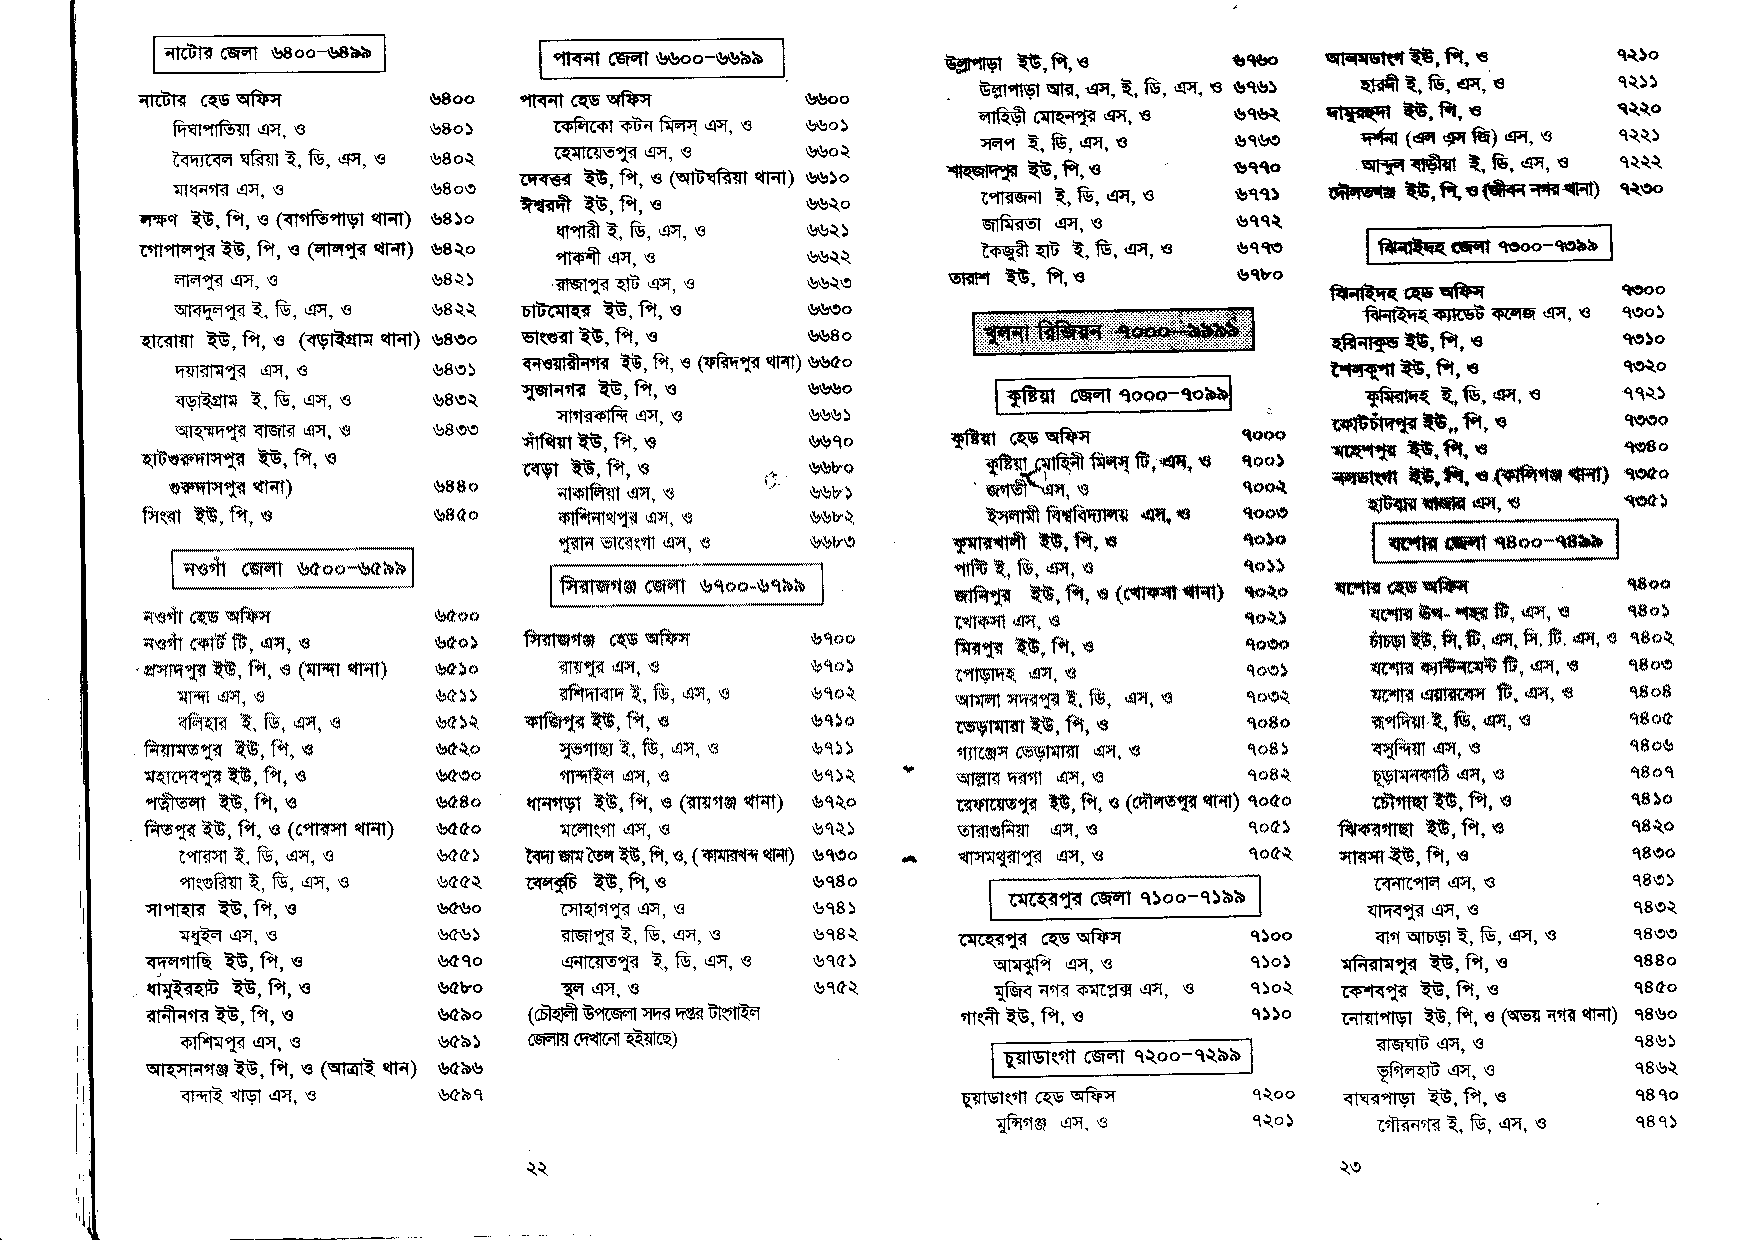 নাটোর জেলা ৬৪০০-৬৪৯৯
নাটোর হেড অফিস ৬৪০০
দিঘাপাতিয়া এস, ও ৬৪০১
বৈদ্যবেল ঘরিয়া ই, ডি, এস, ও ৬৪০২
মাধনগর এস, ও ৬৪০৩
লক্ষণ ইউ, পি, ও (বাগতিপাড়া থানা) ৬৪১০
গোপালপুর ইউ, পি, ও (লালপুর থানা) ৬৪২০
লালপুর এস, ও ৬৪২১
আবদুলপুর ই, ডি, এস, ও ৬৪২২
হারোয়া ইউ, পি, ও (বড়াইগ্রাম থানা) ৬৪৩০
দয়ারামপুর এস, ও ৬৪৩১
বড়াইগ্রাম ই, ডি, এস, ও ৬৪৩২
আহম্মদপুর বাজার এস, ও ৬৪৩৩
হাটগুরুদাসপুর ইউ, পি, ও
গুরুদাসপুর থানা) ৬৪৪০
সিংরা ইউ, পি, ও ৬৪৫০
নওগাঁ জেলা ৬৫০০-৬৫৯৯
নওগাঁ হেড অফিস ৬৫০০
নওগাঁ কোর্ট টি, এস, ও ৬৫০১
প্রসাদপুর ইউ, পি, ও (মান্দা থানা) ৬৫১০
মান্দা এস, ও ৬৫১১
বলিহার ই, ডি, এস, ও ৬৫১২
নিয়ামতপুর ইউ, পি, ও ৬৫২০
মহাদেবপুর ইউ, পি, ও ৬৫৩০
পত্নীতলা ইউ, পি, ও ৬৫৪০
নিতপুর ইউ, পি, ও (পোরসা থানা) ৬৫৫০
পোরসা ই, ডি, এস, ও ৬৫৫১
পাংগুরিয়া ই, ডি, এস, ও ৬৫৫২
সাপাহার ইউ, পি, ও ৬৫৬০
মধুইল এস, ও ৬৫৬১
বদলগাছি ইউ, পি, ও ৬৫৭০
ধামুইরহাট ইউ, পি, ও ৬৫৮০
রানীনগর ইউ, পি, ও ৬৫৯০
কাশিমপুর এস, ও ৬৫৯১
আহসানগঞ্জ ইউ, পি, ও (আত্রাই থান) ৬৫৯৬
বান্দাই খাড়া এস, ও ৬৫৯৭
পাবনা জেলা ৬৬০০-৬৬৯৯
পাবনা হেড অফিস ৬৬০০
কেলিকো কটন মিলস্ এস, ও ৬৬০১
হেমায়েতপুর এস, ও ৬৬০২
দেবত্তর ইউ, পি, ও (আটঘরিয়া থানা) ৬৬১০
ঈশ্বরদী ইউ, পি, ও ৬৬২০
ধাপারী ই, ডি, এস, ও ৬৬২১
পাকশী এস, ও ৬৬২২
রাজাপুর হাট এস, ও ৬৬২৩
চাটমোহর ইউ, পি, ও ৬৬৩০
ভাংগুরা ইউ, পি, ও ৬৬৪০
বনওয়ারীনগর ইউ, পি, ও (ফরিদপুর থানা) ৬৬৫০
সুজানগর ইউ, পি, ও ৬৬৬০
সাগরকান্দি এস, ও ৬৬৬১
সাঁথিয়া ইউ, পি, ও ৬৬৭০
বেড়া ইউ, পি, ও ৬৬৮০
নাকালিয়া এস, ও ৬৬৮১
কাশিনাথপুর এস, ও ৬৬৮২
পুরান ভারেংগা এস, ও ৬৬৮৩
সিরাজগঞ্জ জেলা ৬৭০০-৬৭৯৯
সিরাজগঞ্জ হেড অফিস ৬৭০০
রায়পুর এস, ও ৬৭০১
রশিদাবাদ ই, ডি, এস, ও ৬৭০২
কাজিপুর ইউ, পি, ও ৬৭১০
সুভগাছা ই, ডি, এস, ও ৬৭১১
গান্দাইল এস, ও ৬৭১২
ধানগড়া ইউ, পি, ও (রায়গঞ্জ থানা) ৬৭২০
মলোংগা এস, ও ৬৭২১
বৈদ্য জাম তৈল ইউ, পি, ও, (কামারখন্দ থানা) ৬৭৩০
বেলকুচি ইউ, পি, ও ৬৭৪০
সোহাগপুর এস, ও ৬৭৪১
রাজাপুর ই, ডি, এস, ও ৬৭৪২
এনায়েতপুর ই, ডি, এস, ও ৬৭৫১
স্থল এস, ও ৬৭৫২
(চৌহালী উপজেলা সদর দপ্তর টাংগাইল
জেলায় দেখানো হইয়াছে)
২২
উল্লাপাড়া ইউ, পি, ও ৬৭৬০
উল্লাপাড়া আর, এস, ই, ডি, এস, ও ৬৭৬১
লাহিড়ী মোহনপুর এস, ও ৬৭৬২
সলপ ই, ডি, এস, ও ৬৭৬৩
শাহজাদপুর ইউ, পি, ও ৬৭৭০
পোরজনা ই, ডি, এস, ও ৬৭৭১
জামিরতা এস, ও ৬৭৭২
কৈজুরী হাট ই, ডি, এস, ও ৬৭৭৩
তারাশ ইউ, পি, ও ৬৭৮০
খুলনা রিজিয়ন ৭০০০-৯৯৯৯
কুষ্টিয়া জেলা ৭০০০-৭০৯৯
কুষ্টিয়া হেড অফিস ৭০০০
কুষ্টিয়া মোহিনী মিলস্ টি, এস, ও ৭০০১
জগতী এস, ও ৭০০২
ইসলামী বিশ্ববিদ্যালয় এস, ও ৭০০৩
কুমারখালী ইউ, পি, ও ৭০১০
পান্টি ই, ডি, এস, ও ৭০১১
জানিপুর ইউ, পি, ও (খোকসা থানা) ৭০২০
খোকসা এস, ও ৭০২১
মিরপুর ইউ, পি, ও ৭০৩০
পোড়াদহ এস, ও ৭০৩১
আমলা সদরপুর ই, ডি, এস, ও ৭০৩২
ভেড়ামারা ইউ, পি, ও ৭০৪০
গ্যাঞ্জেস ভেড়ামারা এস, ও ৭০৪১
আল্লার দরগা এস, ও ৭০৪২
রেফায়েতপুর ইউ, পি, ও (দৌলতপুর থানা) ৭০৫০
তারাগুনিয়া এস, ও ৭০৫১
খাসমথুরাপুর এস, ও ৭০৫২
মেহেরপুর জেলা ৭১০০-৭১৯৯
মেহেরপুর হেড অফিস ৭১০০
আমঝুপি এস, ও ৭১০১
মুজিব নগর কমপ্লেক্স এস, ও ৭১০২
গাংনী ইউ, পি, ও ৭১১০
চুয়াডাংগা জেলা ৭২০০-৭২৯৯
চুয়াডাংগা হেড অফিস ৭২০০
মুন্সিগঞ্জ এস, ও ৭২০১
আলমডাংগ ইউ, পি, ও ৭২১০
হারদী ই, ডি, এস, ও ৭২১১
দামুরহুদা ইউ, পি, ও ৭২২০
দর্শনা (এল এস জি) এস, ও ৭২২১
আন্দুল বাড়ীয়া ই, ডি, এস, ও ৭২২২
দৌলতগঞ্জ ইউ, পি, ও (জীবন নগর থানা) ৭২৩০
ঝিনাইদহ জেলা ৭৩০০-৭৩৯৯
ঝিনাইদহ হেড অফিস ৭৩০০
ঝিনাইদহ ক্যাডেট কলেজ এস, ও ৭৩০১
হরিনাকুন্ড ইউ, পি, ও ৭৩১০
শৈলকুপা ইউ, পি, ও ৭৩২০
কুমিরাদহ ই, ডি, এস, ও ৭৭২১
কোটচাঁদপুর ইউ,, পি, ও ৭৩৩০
মহেশপুর ইউ, পি, ও ৭৩৪০
নলডাংগা ইউ, পি, ও (কালিগঞ্জ থানা) ৭৩৫০
হাটবার বাজার এস, ও ৭৩৫১
যশোর জেলা ৭৪০০-৭৪৯৯
যশোর হেড অফিস ৭৪০০
যশোর উপ- শহর টি, এস, ও ৭৪০১
চাঁচড়া ইউ, সি, টি, এস, সি, টি, এস, ও ৭৪০২
যশোর ক্যান্টনমেন্ট টি, এস, ও ৭৪০৩
যশোর এয়ারবেস টি, এস, ও ৭৪০৪
রূপদিয়া ই, ডি, এস, ও ৭৪০৫
বসুন্দিয়া এস, ও ৭৪০৬
চূড়ামনকাঠি এস, ও ৭৪০৭
চৌগাছা ইউ, পি, ও ৭৪১০
ঝিকরগাছা ইউ, পি, ও ৭৪২০
সারসা ইউ, পি, ও ৭৪৩০
বেনাপোল এস, ও ৭৪৩১
যাদবপুর এস, ও ৭৪৩২
বাগ আচড়া ই, ডি, এস, ও ৭৪৩৩
মনিরামপুর ইউ, পি, ও ৭৪৪০
কেশবপুর ইউ, পি, ও ৭৪৫০
নোয়াপাড়া ইউ, পি, ও (অভয় নগর থানা) ৭৪৬০
রাজঘাট এস, ও ৭৪৬১
ভূগিলহাট এস, ও ৭৪৬২
বাঘরপাড়া ইউ, পি, ও ৭৪৭০
গৌরনগর ই, ডি, এস, ও ৭৪৭১
২৩